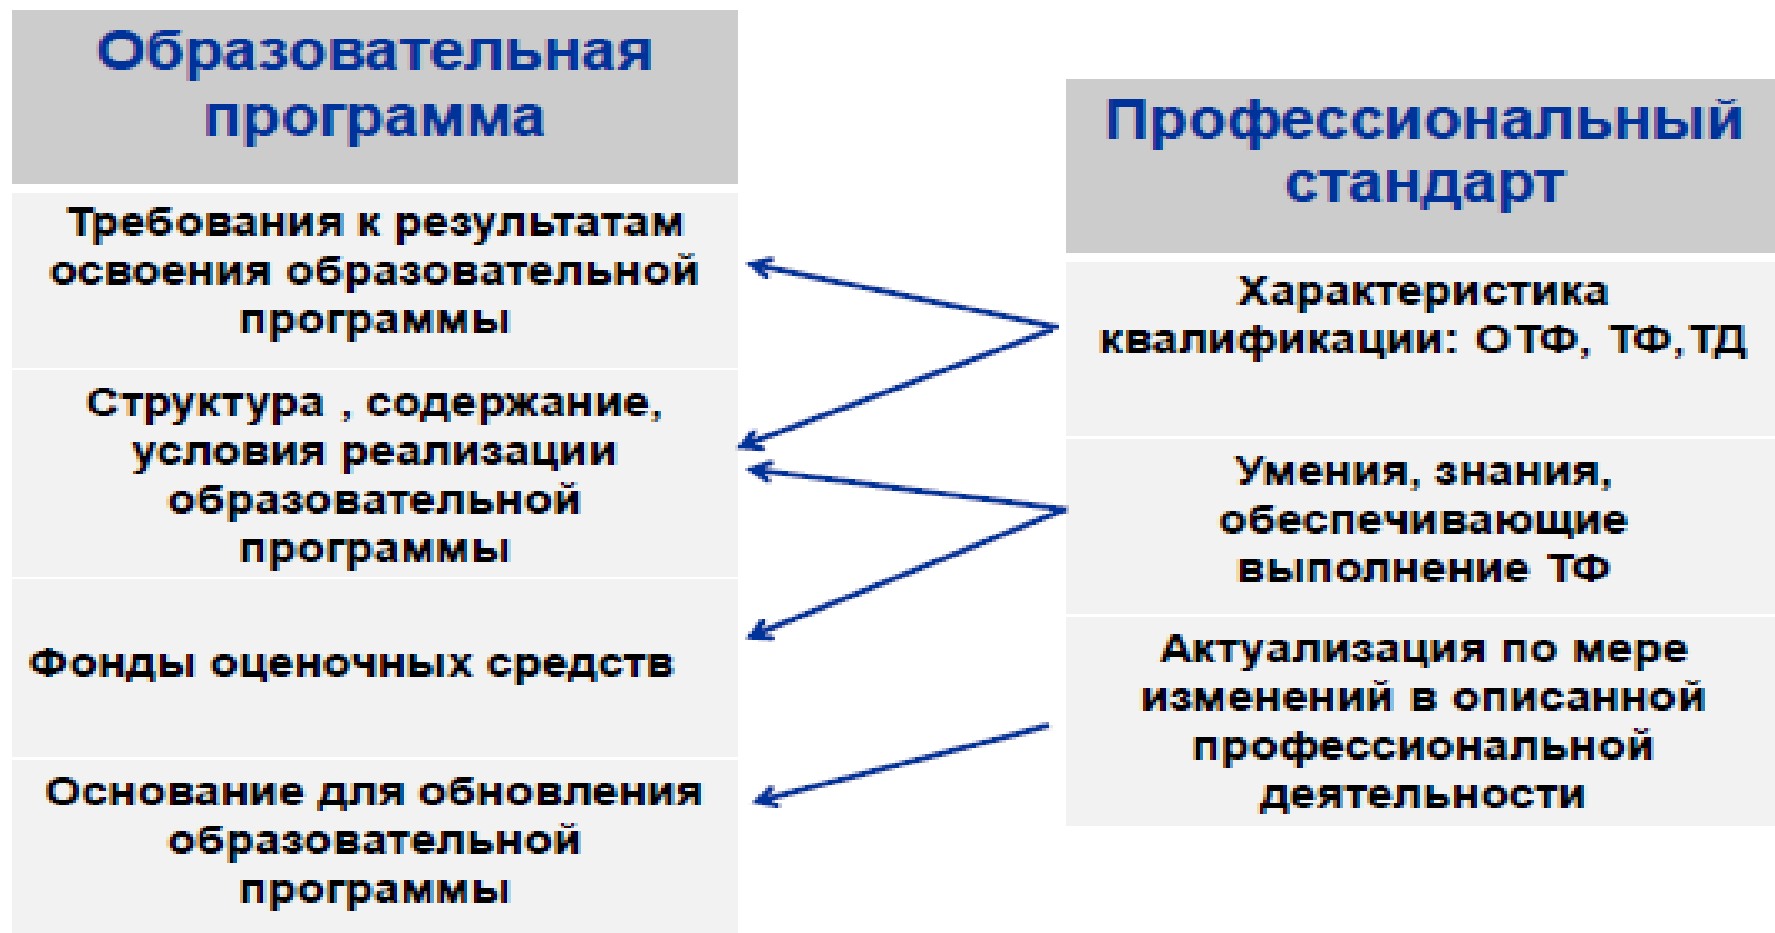 Образовательная
программа
Требования к результатам
освоения образовательной
программы
Структура , содержание,
условия реализации
образовательной
программы
Фонды оценочных средств
Основание для обновления
образовательной
программы
Профессиональный
стандарт
Характеристика
квалификации: ОТФ, ТФ,ТД
Умения, знания,
обеспечивающие
выполнение ТФ
Актуализация по мере
изменений в описанной
профессиональной
деятельности